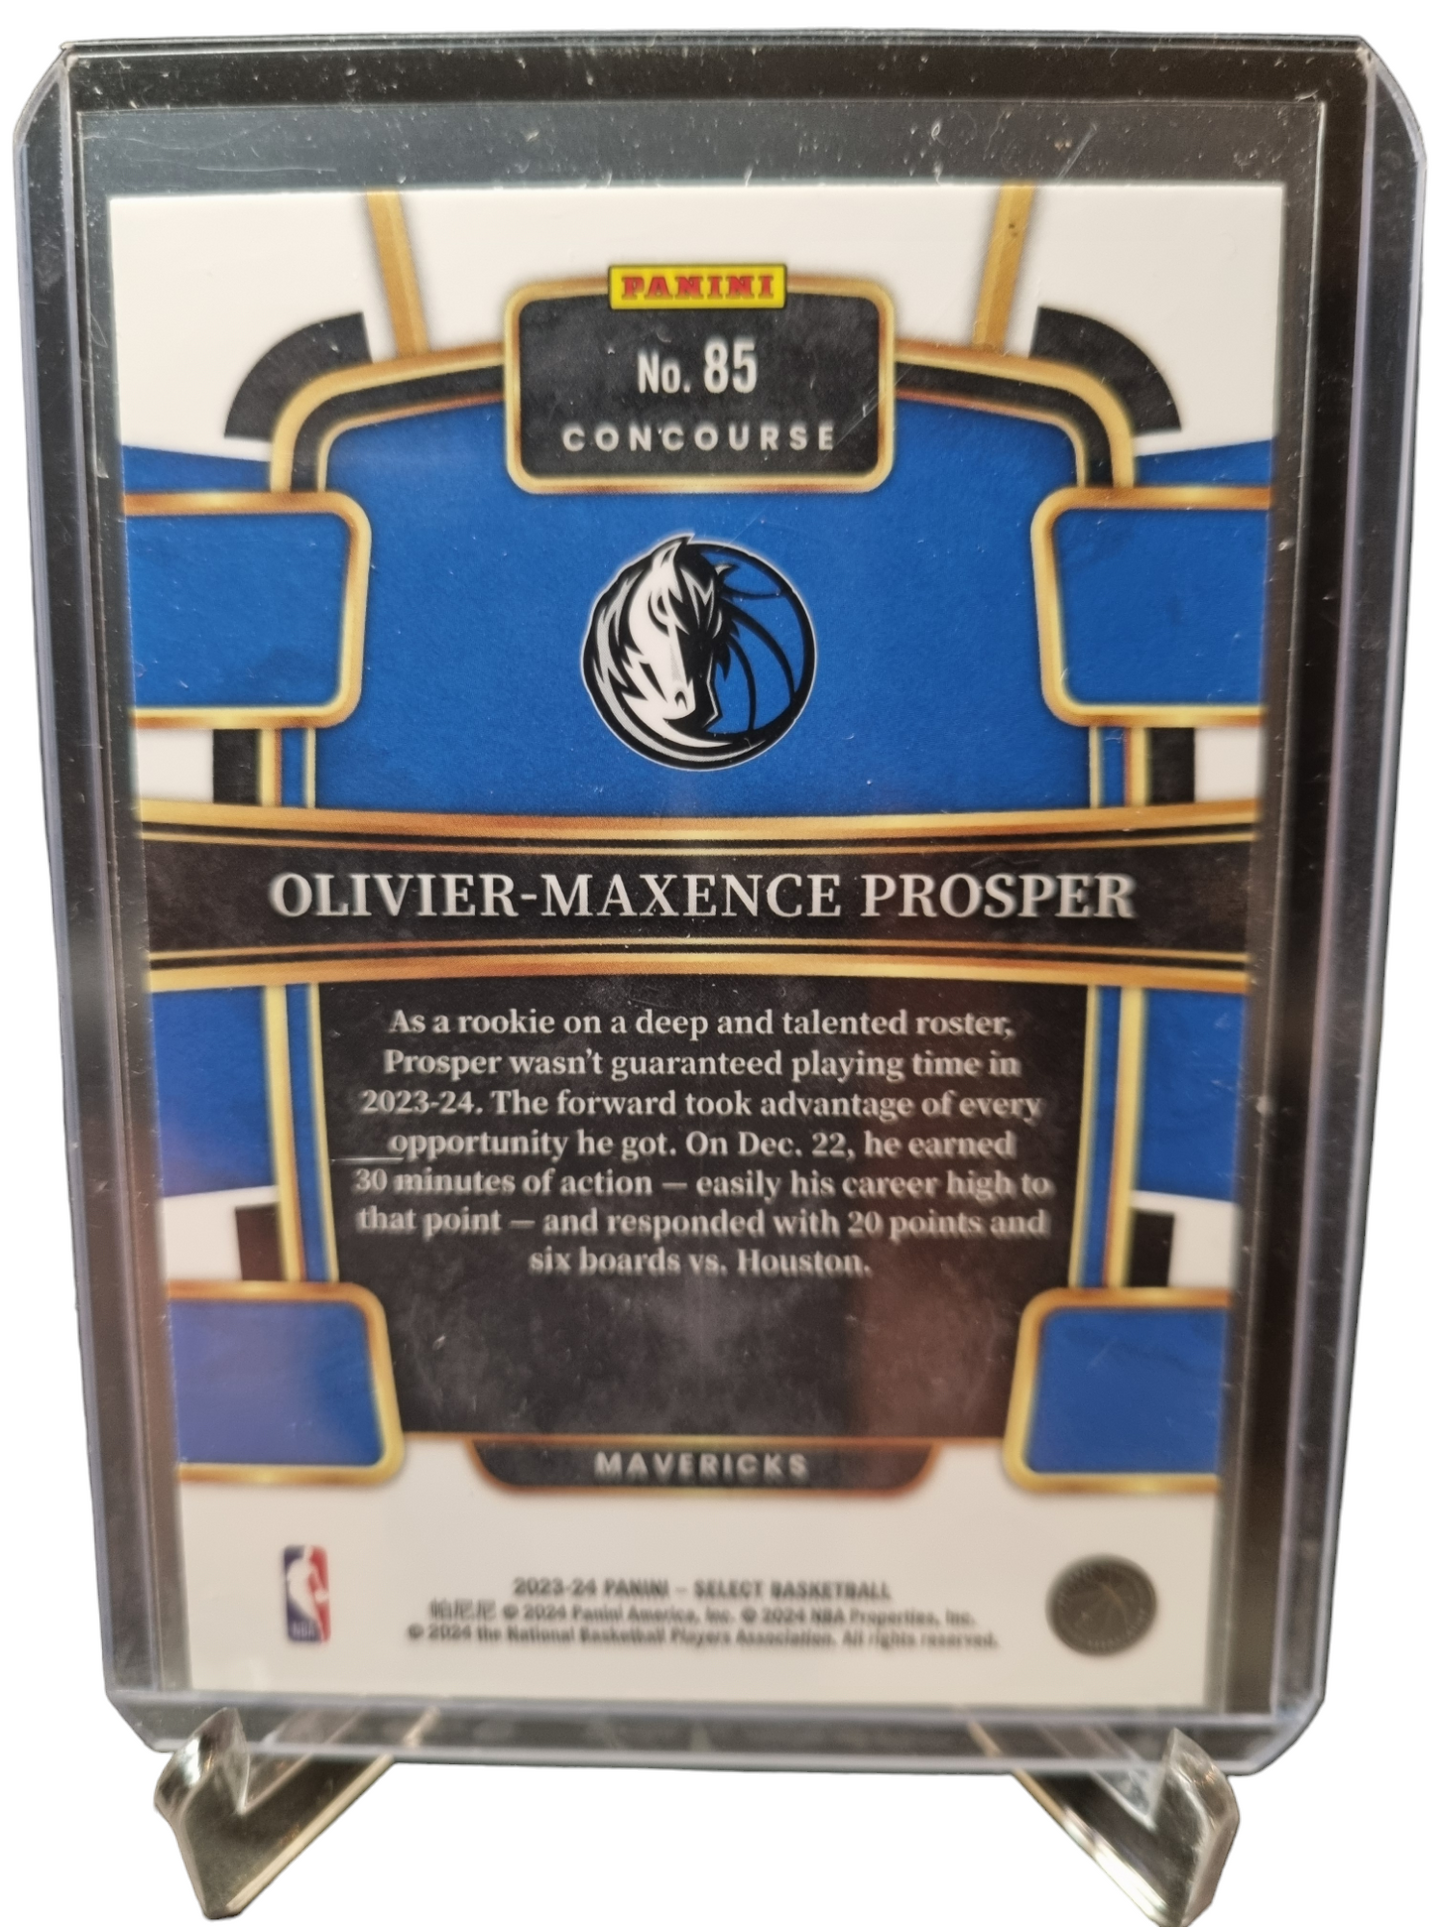 PANINI
No. 85
CONCOURSE
OLIVIER-MAXENCE PROSPER
As a rookie on a deep and talented roster,
Prosper wasn't guaranteed playing time in
2023-24. The forward took advantage of every
opportunity he got. On Dec. 22, he earned
30 minutes of action — easily his career high to
that point — and responded with 20 points and
six boards vs. Houston.
MAVERICKS
NBA
2023-24 PANINI – SELECT BASKETBALL
帕尼尼 © 2024 Panini America, Inc. © 2024 NBA Properties, Inc.
© 2024 the National Basketball Players Association. All rights reserved.